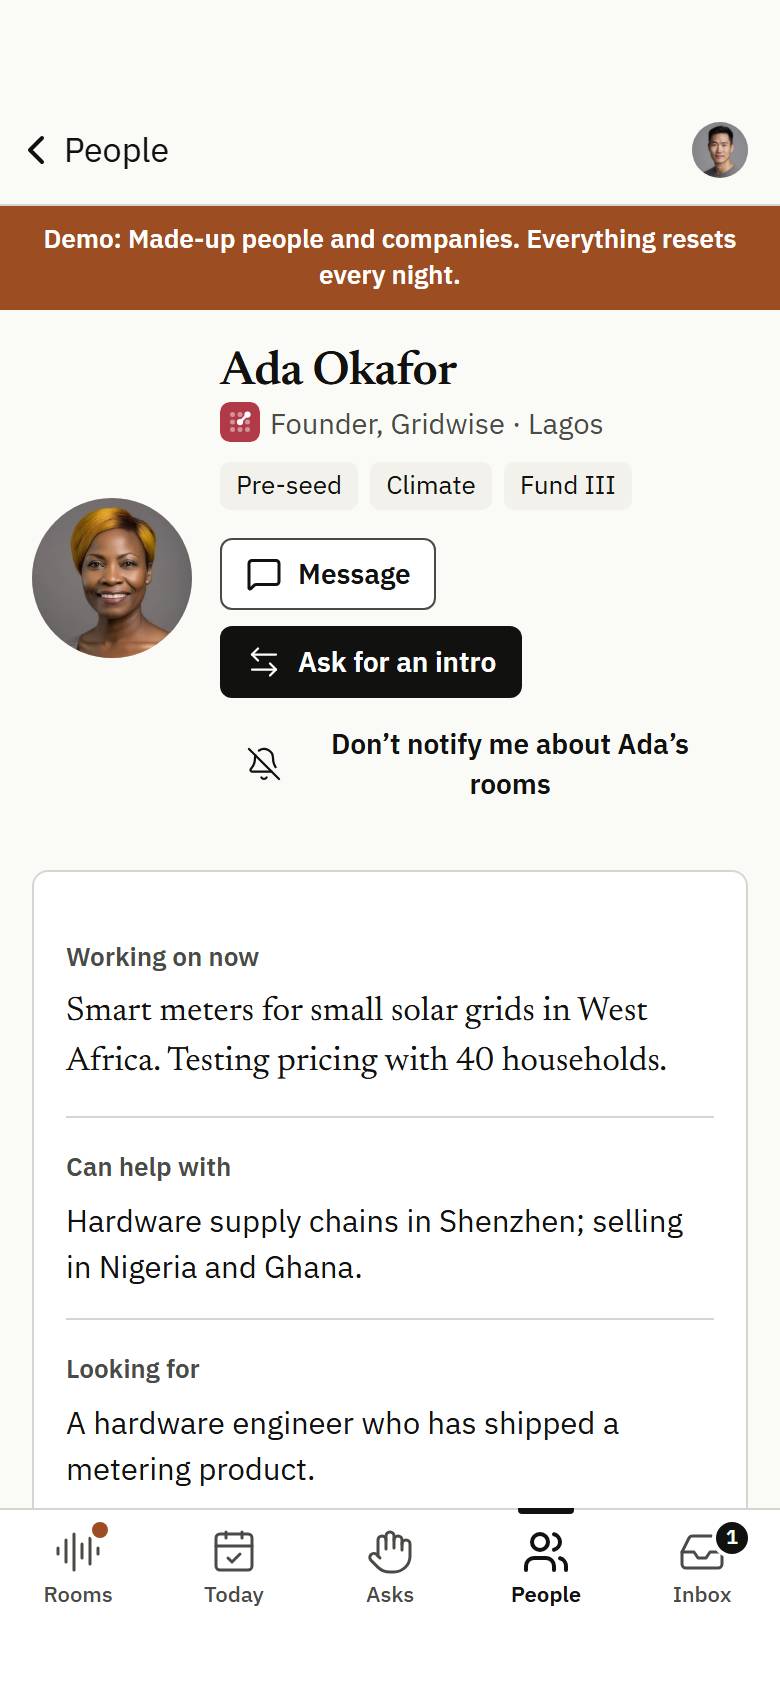 People
Demo: Made-up people and companies. Everything resets
every night.
Ada Okafor
Founder, Gridwise · Lagos
Pre-seed
Climate
Fund III
Message
Ask for an intro
Don’t notify me about Ada’s
rooms
Working on now
Smart meters for small solar grids in West
Africa. Testing pricing with 40 households.
Can help with
Hardware supply chains in Shenzhen; selling
in Nigeria and Ghana.
Looking for
A hardware engineer who has shipped a
metering product.
Rooms
Today
Asks
People
1
Inbox